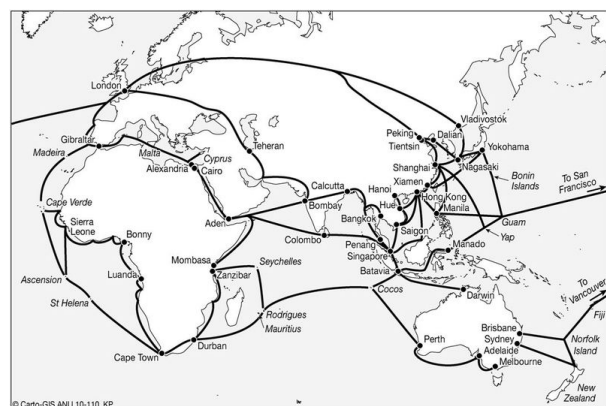 London
Vladivostok
Peking
Dalian
Tientsin
Yokohama
Gibraltar
Teheran
Madeira
Malta
Cyprus
Shanghai
Nagasaki
Alexandria
Cairo
Xiamen
Bonin
Islands
To San
Francisco
Calcutta
Hanoi
Hong Kong
Cape Verde
Bombay
Hué
Manila
Sierra
Leone
Aden
Bangkok
Guam
Bonny
Colombo
Saigon
Yap
Penang
Manado
Singapore
Mombasa
Seychelles
Batavia
Ascension
Luanda
Zanzibar
Cocos
Darwin
To
Vancouver
St Helena
Rodrigues
Mauritius
Fiji
Durban
Perth
Brisbane
Sydney
Adelaide
Melbourne
Norfolk
Island
Cape Town
New
Zealand
© Carto-GIS ANU 10-110 KP